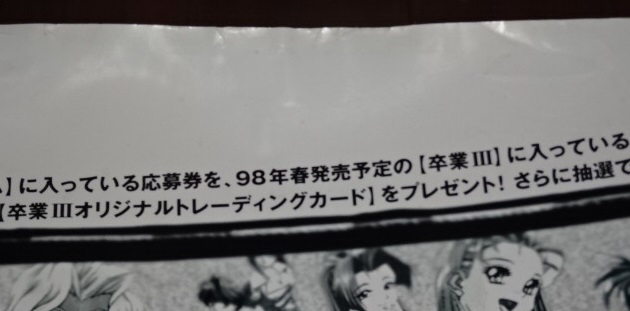 】に入っている応募券を、98年春発売予定の【卒業III】に入っている
【卒業IIIオリジナルトレーディングカード】をプレゼント!さらに抽選で